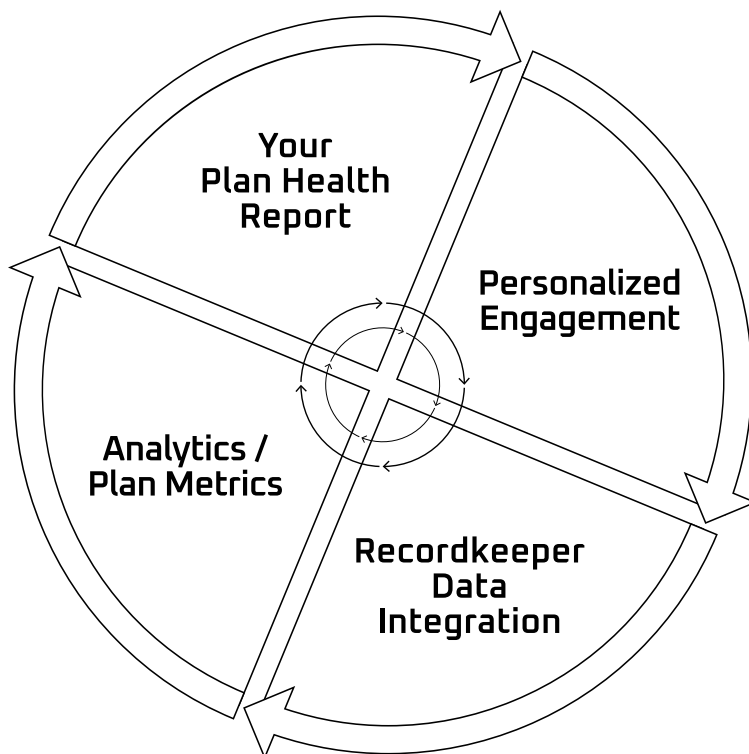 Your
Plan Health
Report
Personalized
Engagement
Recordkeeper
Data
Integration
Analytics /
Plan Metrics